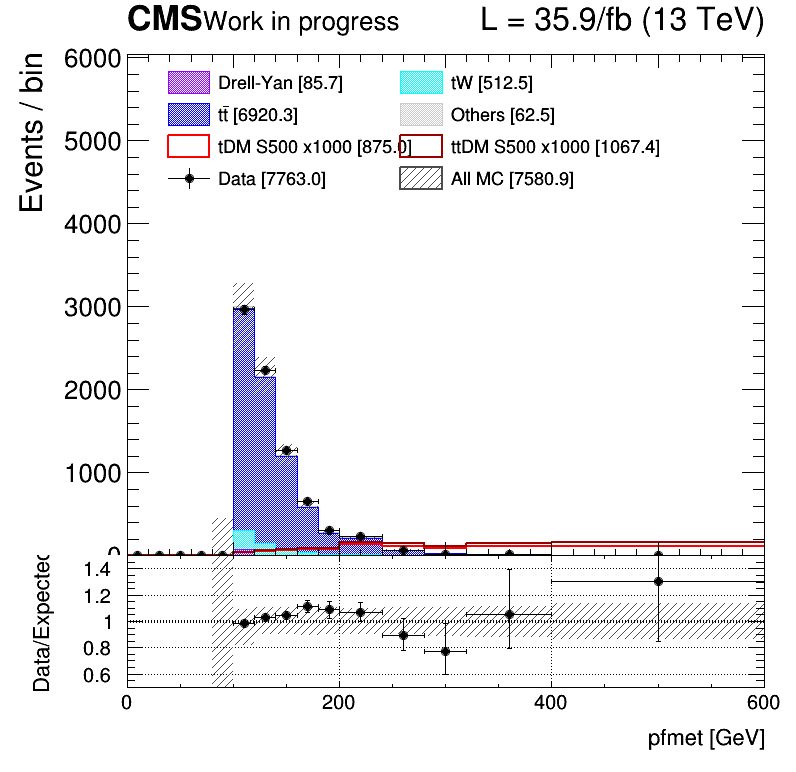 CMS Work in progress L = 35.9/fb (13 TeV)
Events / bin
6000
5000
4000
3000
2000
1000
0
Drell-Yan [85.7] tW [512.5]
tt̄ [6920.3] Others [62.5]
tDM S500 x1000 [875.0] ttDM S500 x1000 [1067.4]
Data [7763.0] All MC [7580.9]
Data/Expected
1.4
1.2
1
0.8
0.6
0 200 400 600
pfmet [GeV]